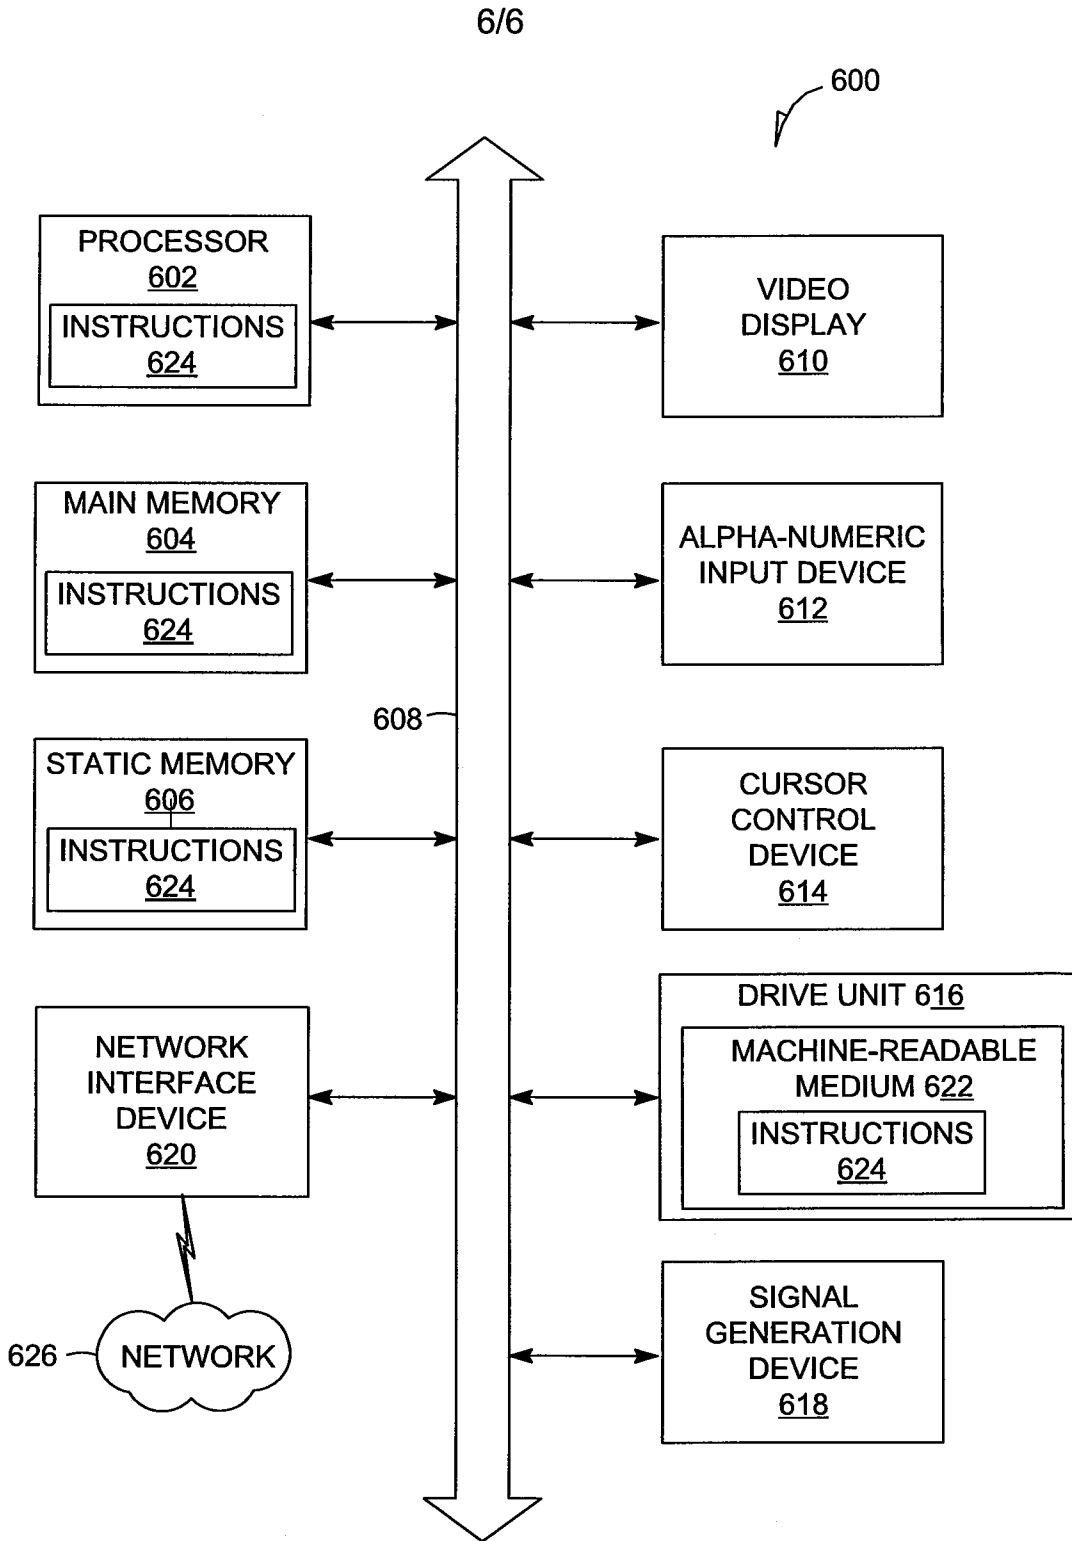 6/6
600
PROCESSOR
602
INSTRUCTIONS
624
MAIN MEMORY
604
INSTRUCTIONS
624
608
STATIC MEMORY
606
INSTRUCTIONS
624
NETWORK
INTERFACE
DEVICE
620
626
NETWORK
VIDEO
DISPLAY
610
ALPHA-NUMERIC
INPUT DEVICE
612
CURSOR
CONTROL
DEVICE
614
DRIVE UNIT 616
MACHINE-READABLE
MEDIUM 622
INSTRUCTIONS
624
SIGNAL
GENERATION
DEVICE
618